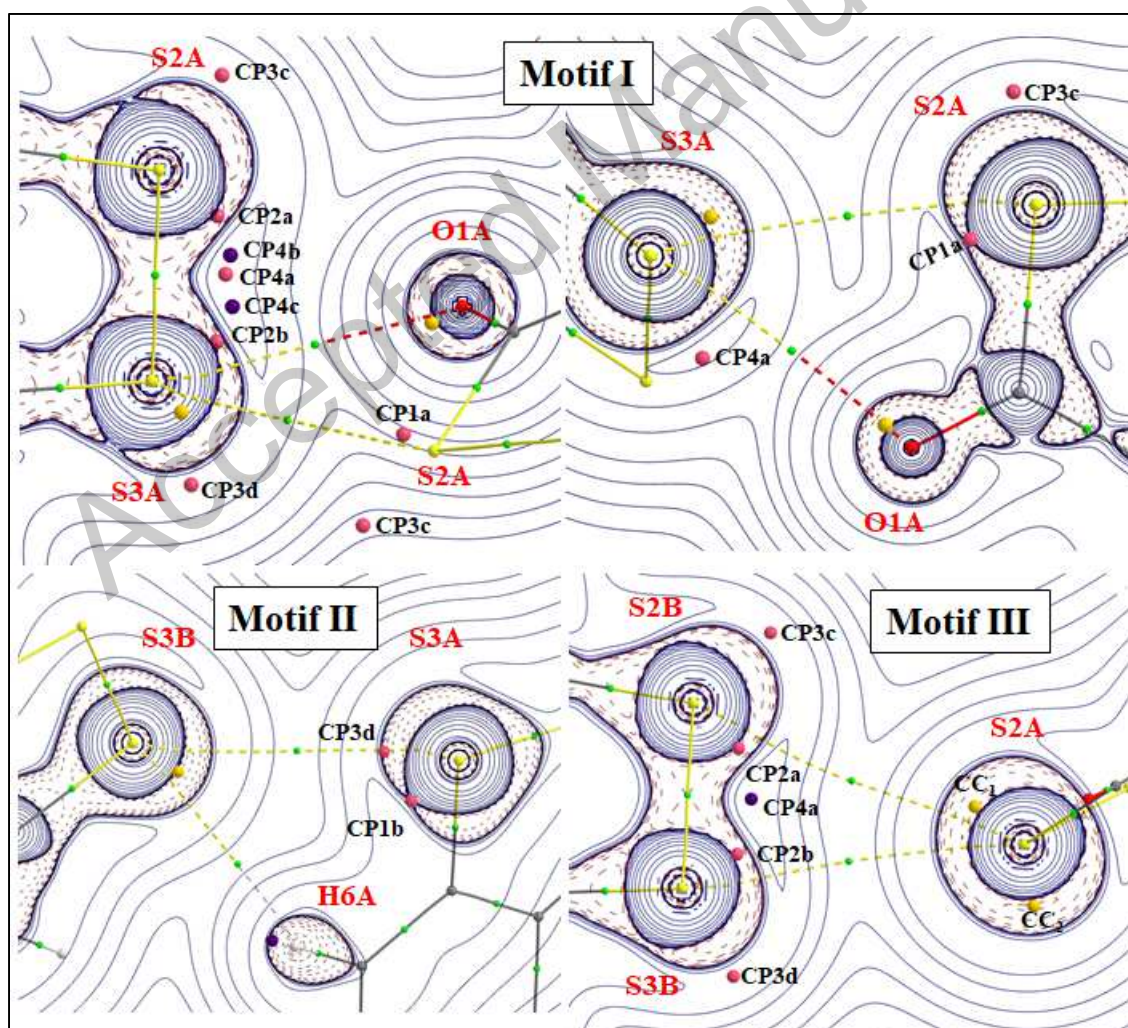 Accepted Manu
Motif I
S2A
CP3c
CP2a
CP4b
CP4a
CP4c
CP2b
O1A
CP1a
S2A
S3A
CP3d
CP3c
S2A
CP3c
S3A
CP1a
CP4a
O1A
Motif II
S3B
S3A
CP3d
CP1b
H6A
Motif III
S2B
CP3c
S2A
CP2a
CC₁
CP4a
CP2b
CC₂
S3B
CP3d